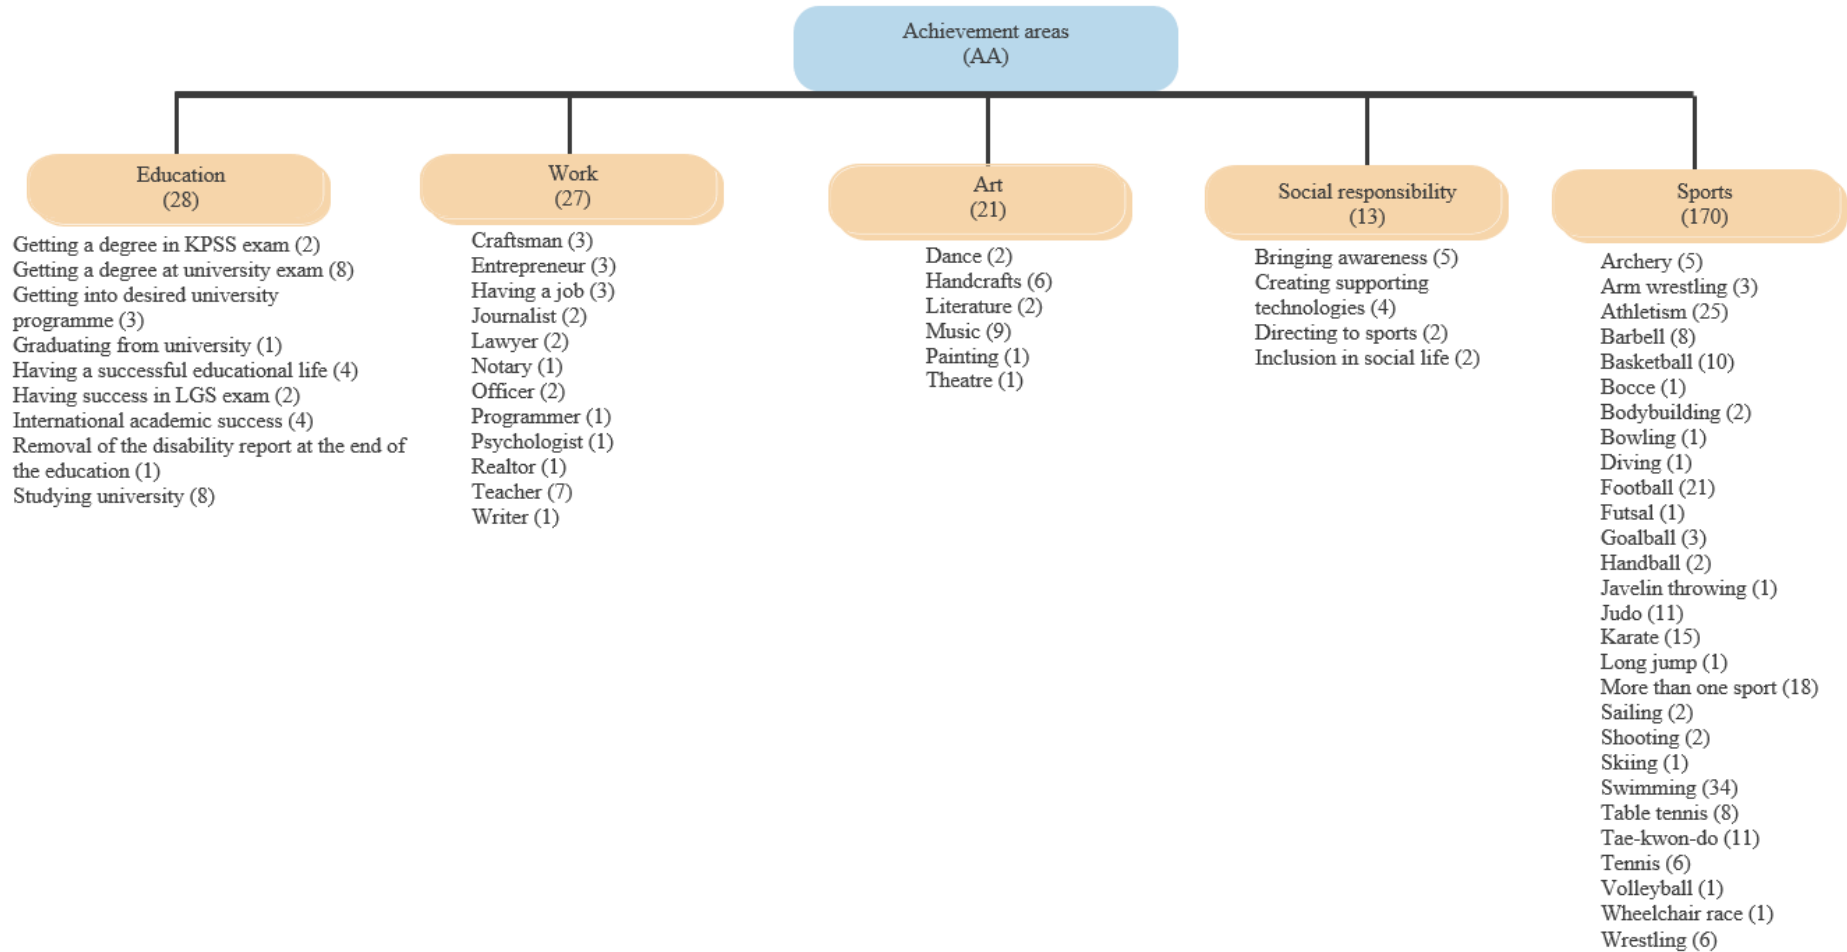 Achievement areas
(AA)
Education
(28)
Getting a degree in KPSS exam (2)
Getting a degree at university exam (8)
Getting into desired university
programme (3)
Graduating from university (1)
Having a successful educational life (4)
Having success in LGS exam (2)
International academic success (4)
Removal of the disability report at the end of
the education (1)
Studying university (8)
Work
(27)
Craftsman (3)
Entrepreneur (3)
Having a job (3)
Journalist (2)
Lawyer (2)
Notary (1)
Officer (2)
Programmer (1)
Psychologist (1)
Realtor (1)
Teacher (7)
Writer (1)
Art
(21)
Dance (2)
Handcrafts (6)
Literature (2)
Music (9)
Painting (1)
Theatre (1)
Social responsibility
(13)
Bringing awareness (5)
Creating supporting
technologies (4)
Directing to sports (2)
Inclusion in social life (2)
Sports
(170)
Archery (5)
Arm wrestling (3)
Athletism (25)
Barbell (8)
Basketball (10)
Bocce (1)
Bodybuilding (2)
Bowling (1)
Diving (1)
Football (21)
Futsal (1)
Goalball (3)
Handball (2)
Javelin throwing (1)
Judo (11)
Karate (15)
Long jump (1)
More than one sport (18)
Sailing (2)
Shooting (2)
Skiing (1)
Swimming (34)
Table tennis (8)
Tae-kwon-do (11)
Tennis (6)
Volleyball (1)
Wheelchair race (1)
Wrestling (6)